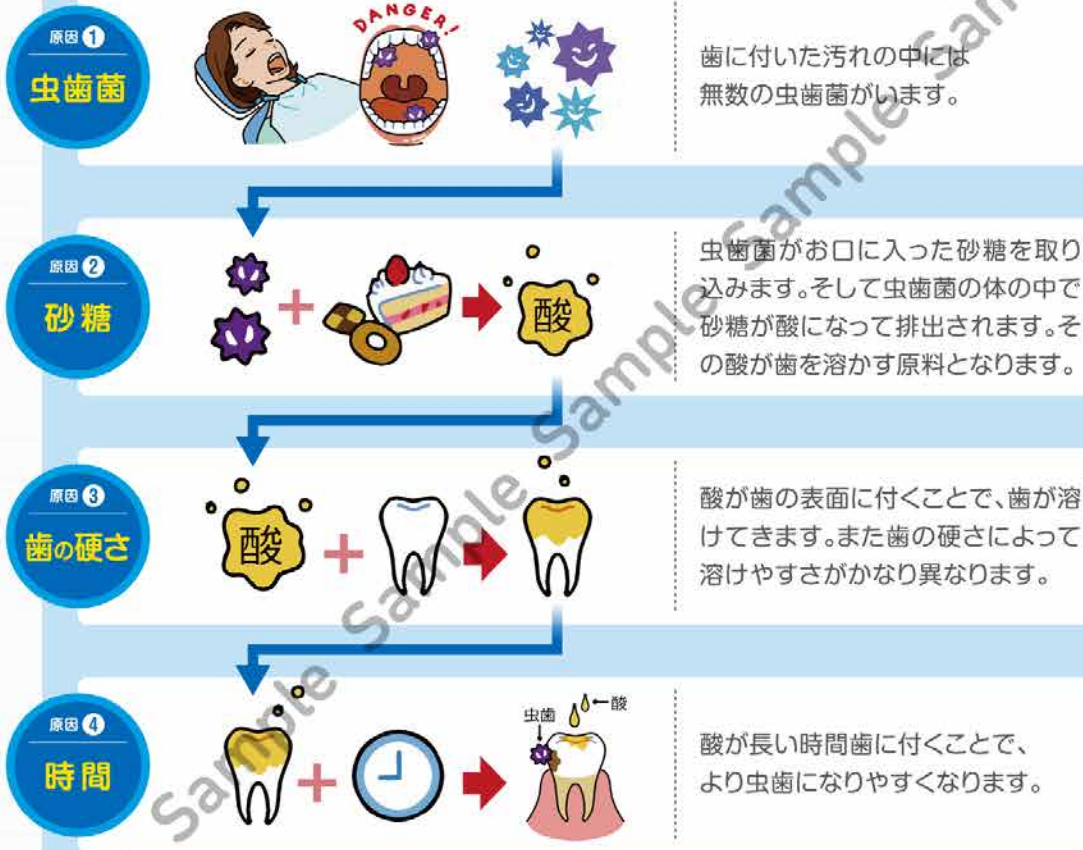 原因①
虫歯菌
DANGER!
歯に付いた汚れの中には
無数の虫歯菌がいます。
原因②
砂糖
酸
虫歯菌がお口に入った砂糖を取り
込みます。そして虫歯菌の体の中で
砂糖が酸になって排出されます。そ
の酸が歯を溶かす原料となります。
原因③
歯の硬さ
酸
酸が歯の表面に付くことで、歯が溶
けてきます。また歯の硬さによって
溶けやすさがかなり異なります。
原因④
時間
虫歯
←酸
酸が長い時間歯に付くことで、
より虫歯になりやすくなります。
Sample Sample Sample Sample Sample Sam